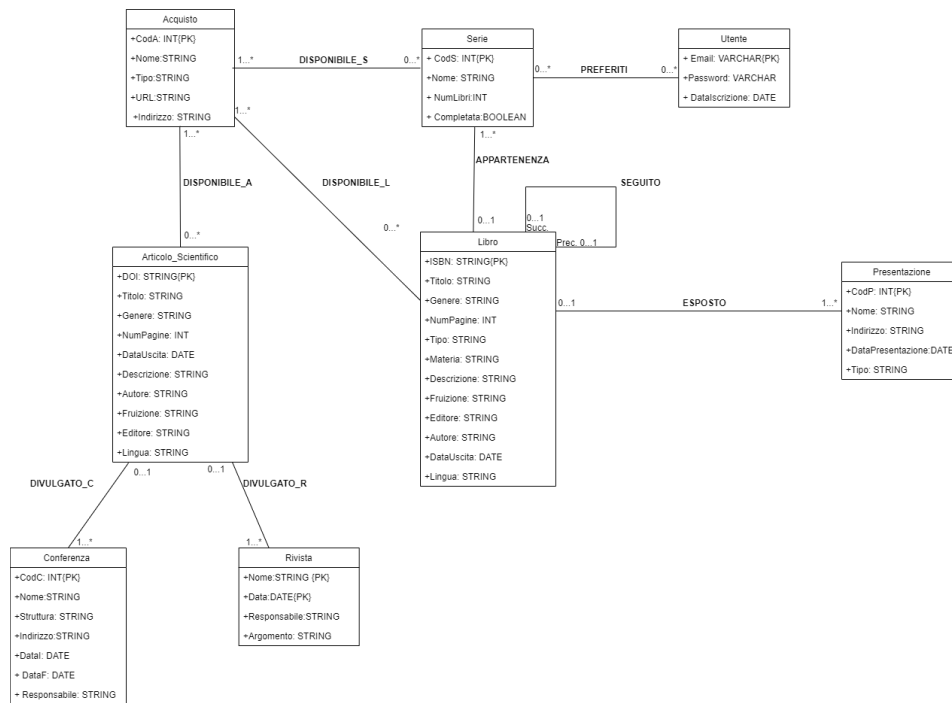 Acquisto
+CodA: INT{PK}
+Nome:STRING
+Tipo:STRING
+URL:STRING
+Indirizzo: STRING
1...*
DISPONIBILE_S
0...*
Serie
+ CodS: INT{PK}
+Nome: STRING
+ NumLibri:INT
+ Completata:BOOLEAN
0...*
PREFERITI
0...*
Utente
+ Email: VARCHAR{PK}
+Password: VARCHAR
+ DataIscrizione: DATE
1...*
1...*
1...*
DISPONIBILE_A
DISPONIBILE_L
APPARTENENZA
SEGUITO
0...*
0...*
0...1
0...1
Succ.
Prec. 0...1
Articolo_Scientifico
+DOI: STRING{PK}
+Titolo: STRING
+Genere: STRING
+NumPagine: INT
+DataUscita: DATE
+Descrizione: STRING
+Autore: STRING
+Fruizione: STRING
+Editore: STRING
+Lingua: STRING
Libro
+ISBN: STRING{PK}
+Titolo: STRING
+Genere: STRING
+NumPagine: INT
+Tipo: STRING
+Materia: STRING
+Descrizione: STRING
+Fruizione: STRING
+Editore: STRING
+Autore: STRING
+DataUscita: DATE
+Lingua: STRING
0...1
ESPOSTO
1...*
Presentazione
+CodP: INT{PK}
+Nome: STRING
+Indirizzo: STRING
+DataPresentazione:DATE
+Tipo: STRING
0...1
0...1
DIVULGATO_C
DIVULGATO_R
1...*
1...*
Conferenza
+CodC: INT{PK}
+Nome:STRING
+Struttura: STRING
+Indirizzo:STRING
+DataI: DATE
+ DataF: DATE
+ Responsabile: STRING
Rivista
+Nome:STRING {PK}
+Data:DATE{PK}
+Responsabile:STRING
+Argomento: STRING